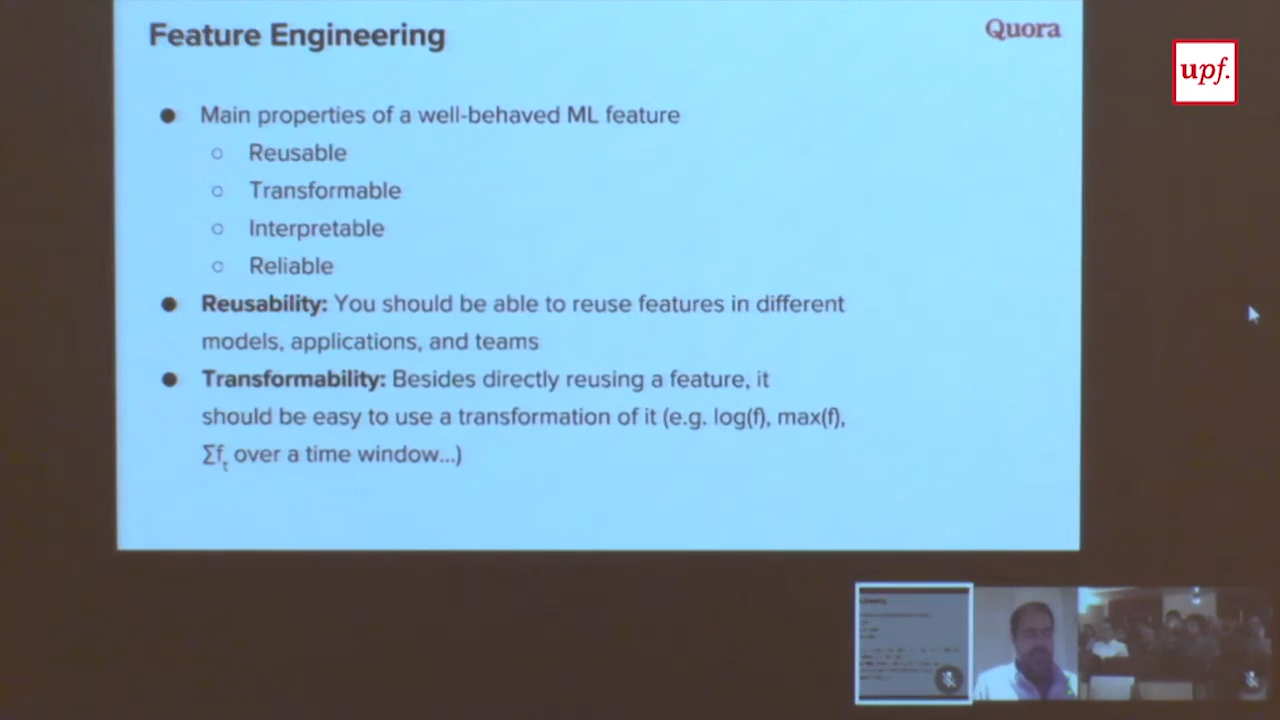 Feature Engineering
Quora
upf.
● Main properties of a well-behaved ML feature
○ Reusable
○ Transformable
○ Interpretable
○ Reliable
● Reusability: You should be able to reuse features in different
models, applications, and teams
● Transformability: Besides directly reusing a feature, it
should be easy to use a transformation of it (e.g. log(f), max(f),
∑fₜ over a time window...)